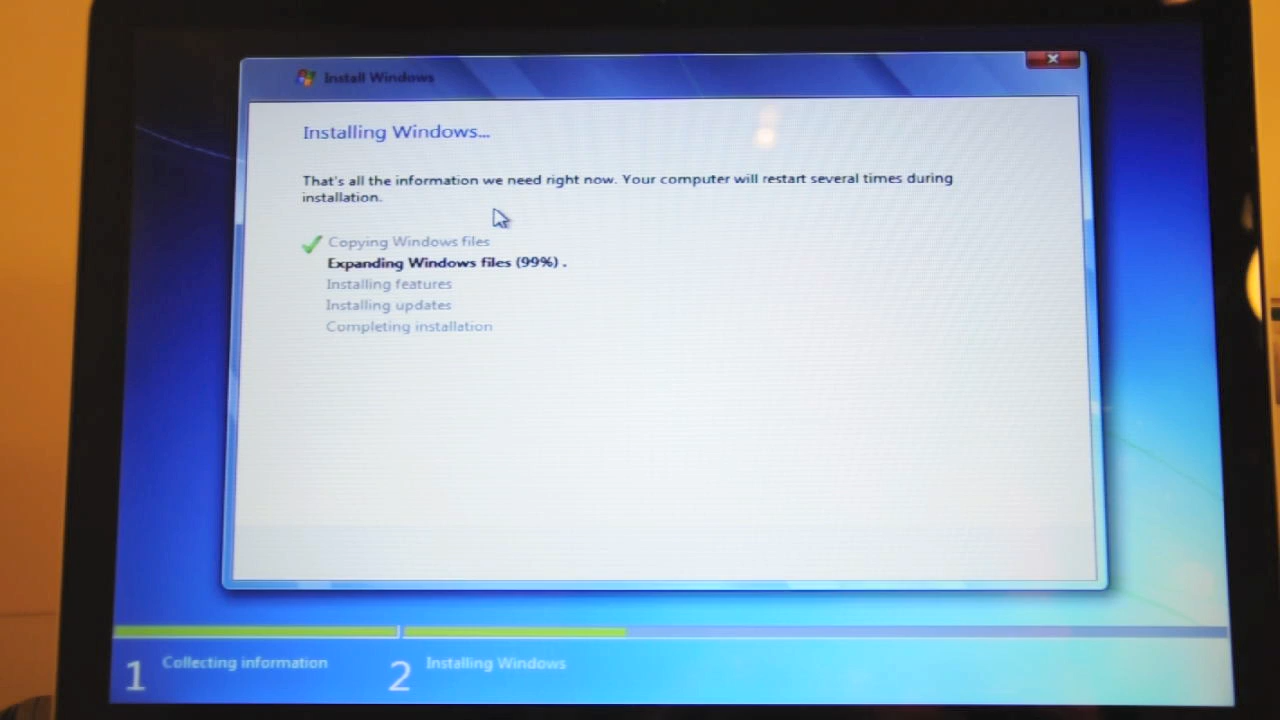 Install Windows
Installing Windows...
That's all the information we need right now. Your computer will restart several times during
installation.
Copying Windows files
Expanding Windows files (99%) .
Installing features
Installing updates
Completing installation
1 Collecting information
2 Installing Windows